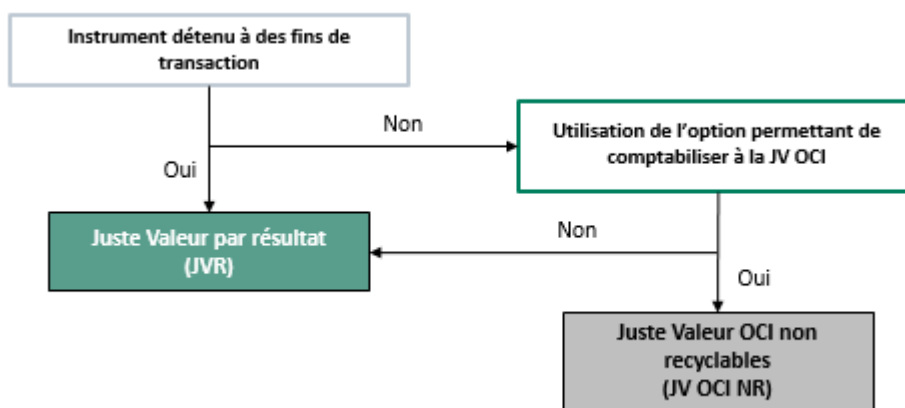 Instrument détenu à des fins de
transaction
Non
Utilisation de l'option permettant de
comptabiliser à la JV OCI
Oui
Juste Valeur par résultat
(JVR)
Non
Oui
Juste Valeur OCI non
recyclables
(JV OCI NR)